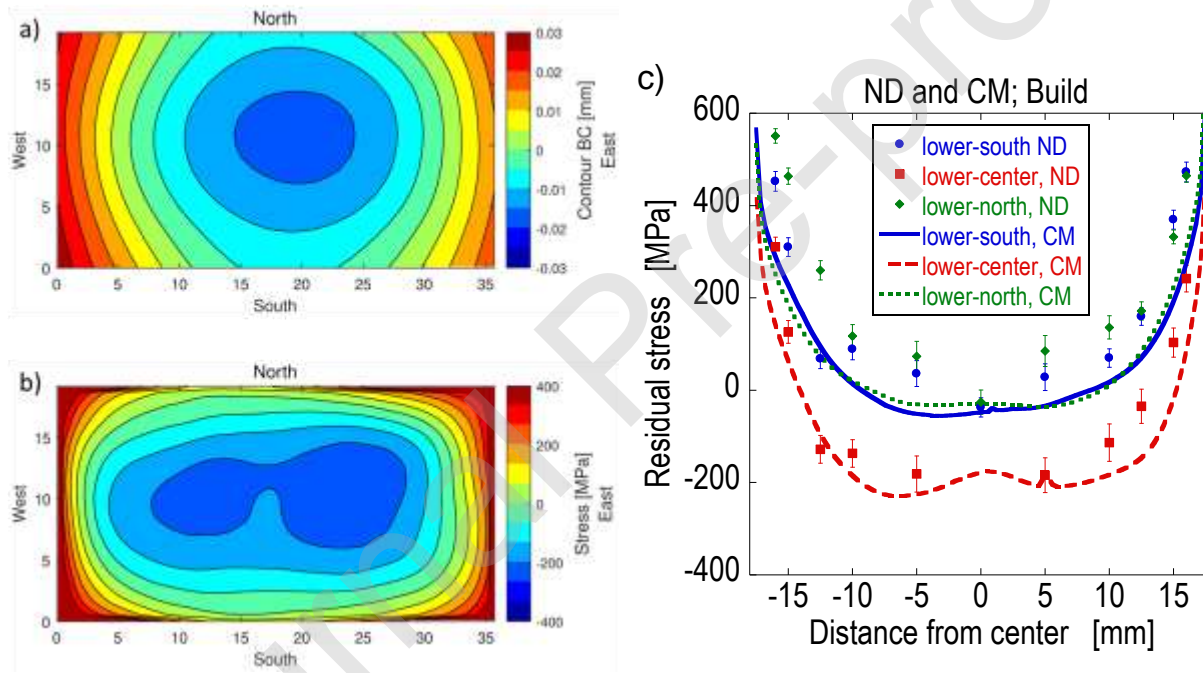 a)
North
15
10
5
0
West
0 5 10 15 20 25 30 35
South
0.03
0.02
0.01
0
-0.01
-0.02
-0.03
Contour BC [mm]
East
b)
North
15
10
5
0
West
0 5 10 15 20 25 30 35
South
400
200
0
-200
-400
Stress [MPa]
East
c)
ND and CM; Build
600
400
200
0
-200
-400
Residual stress [MPa]
lower-south ND
lower-center, ND
lower-north, ND
lower-south, CM
lower-center, CM
lower-north, CM
-15 -10 -5 0 5 10 15
Distance from center [mm]